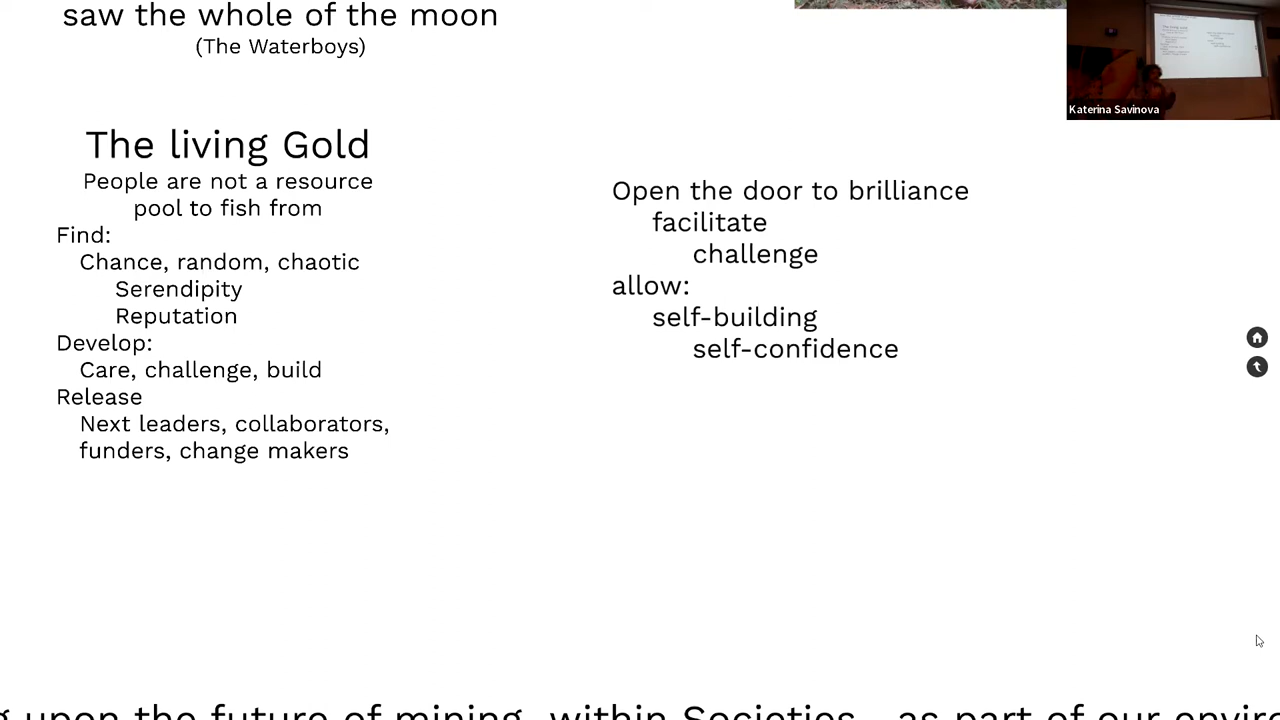 saw the whole of the moon
(The Waterboys)
Katerina Savinova
The living Gold
People are not a resource
pool to fish from
Find:
Chance, random, chaotic
Serendipity
Reputation
Develop:
Care, challenge, build
Release
Next leaders, collaborators,
funders, change makers
Open the door to brilliance
facilitate
challenge
allow:
self-building
self-confidence
upon the future of mining within Societies as part of our